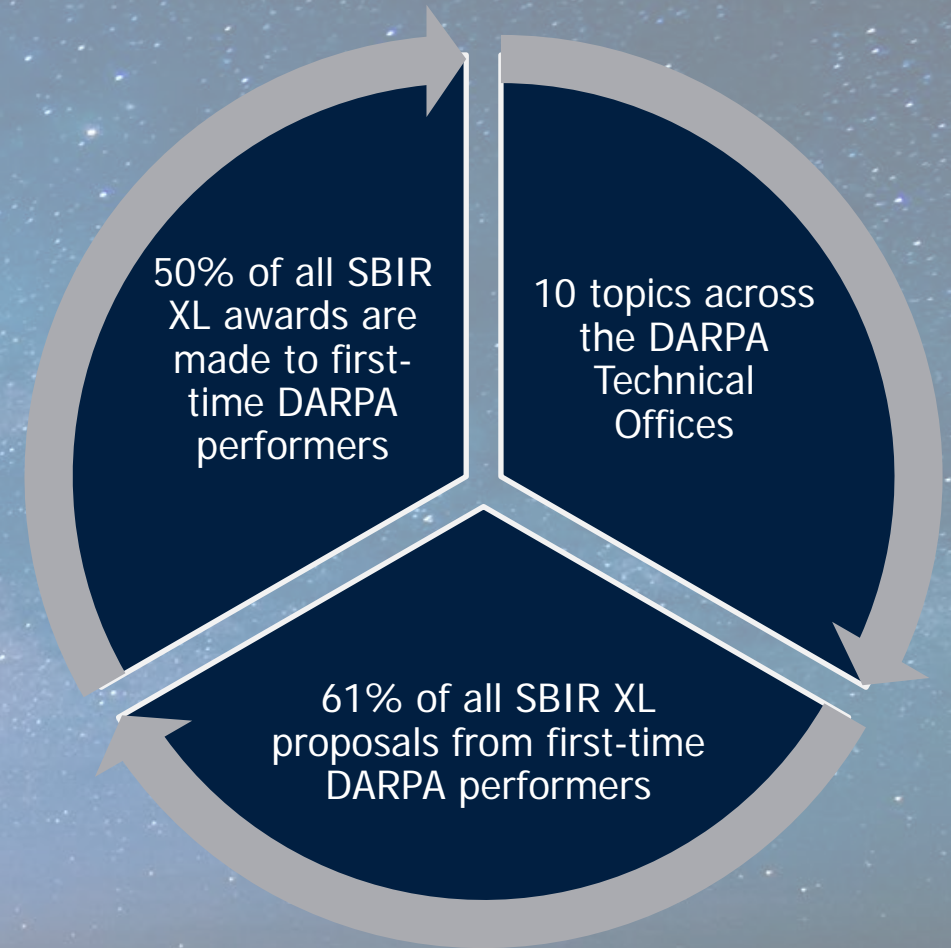 50% of all SBIR
XL awards are
made to first-
time DARPA
performers
10 topics across
the DARPA
Technical
Offices
61% of all SBIR XL
proposals from first-time
DARPA performers